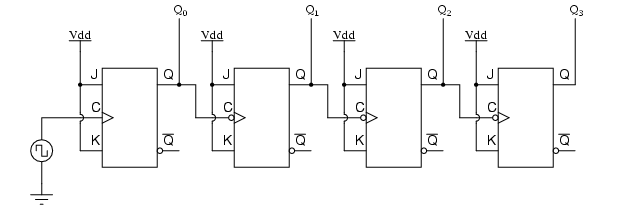 Q0 Q1 Q2 Q3
Vdd Vdd Vdd Vdd
J Q J Q J Q J Q
C C C C
K Q̅ K Q̅ K Q̅ K Q̅